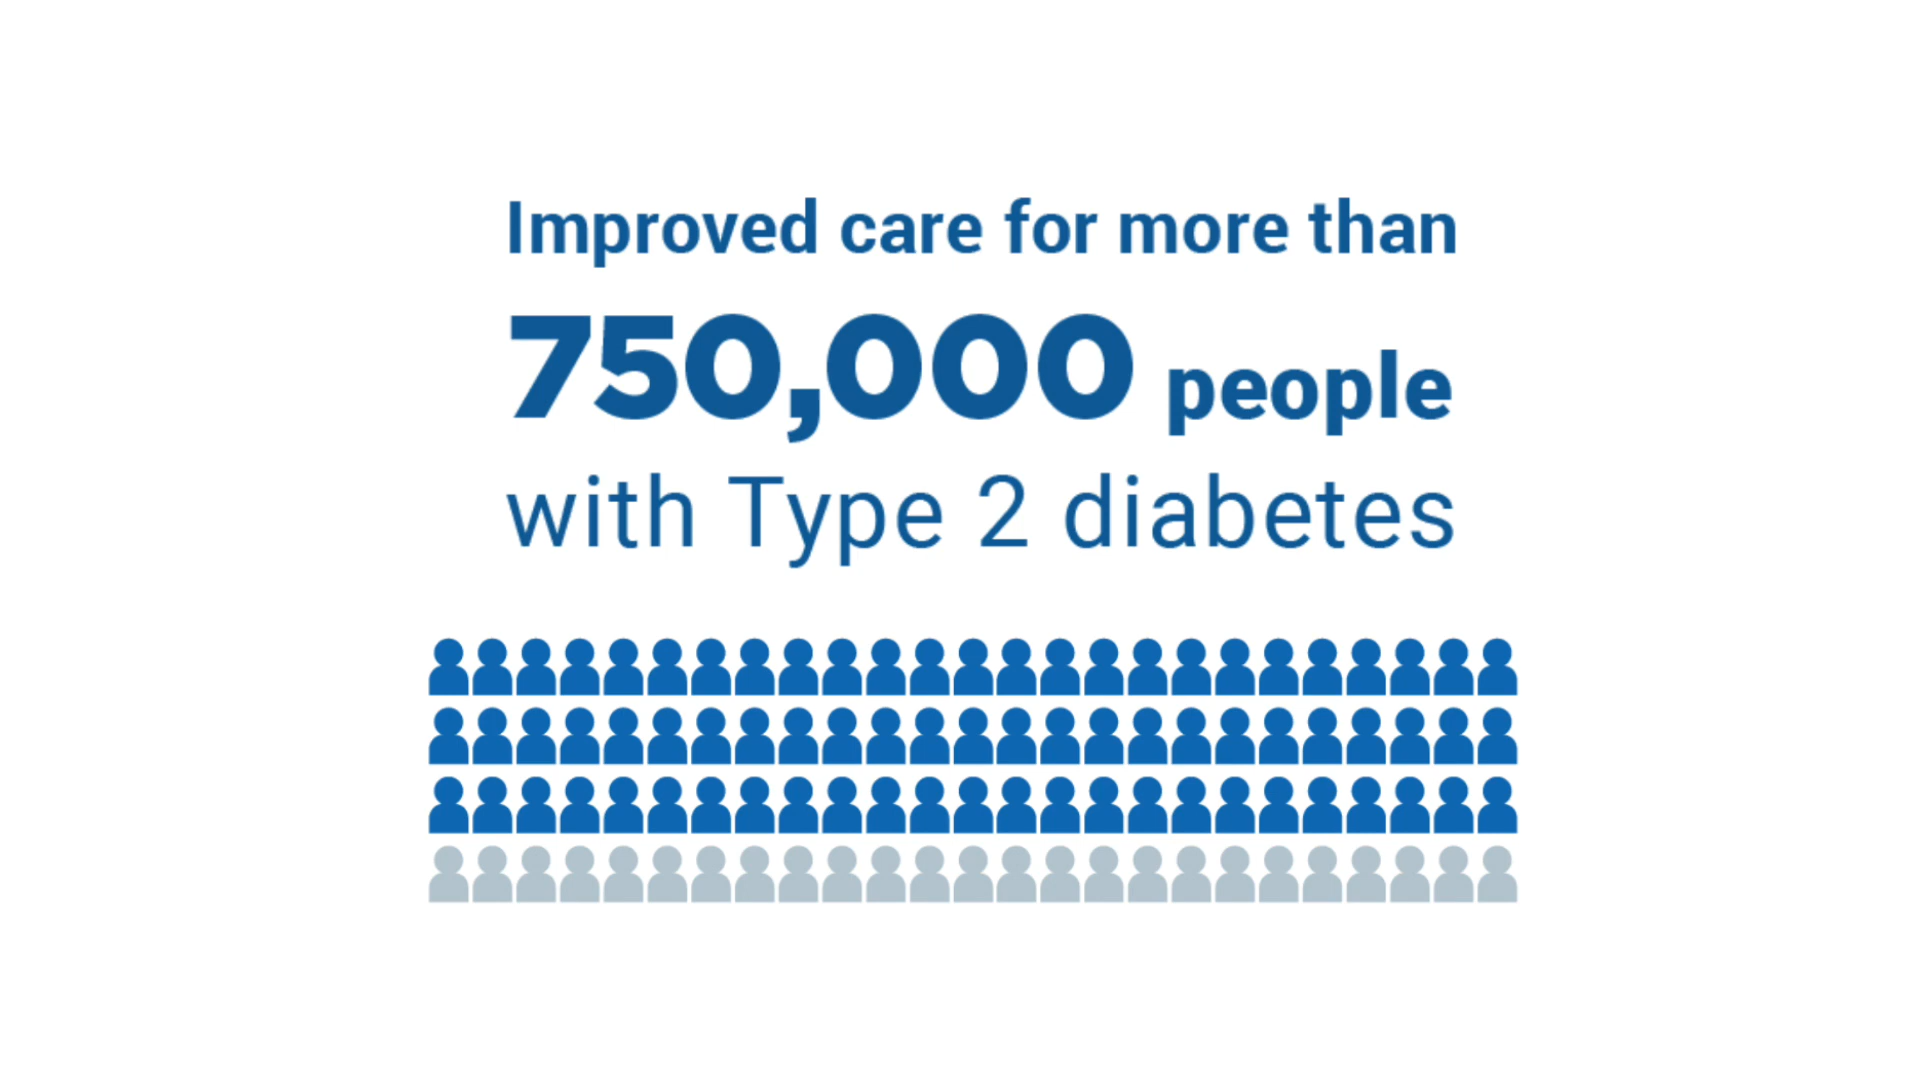 Improved care for more than
750,000 people
with Type 2 diabetes